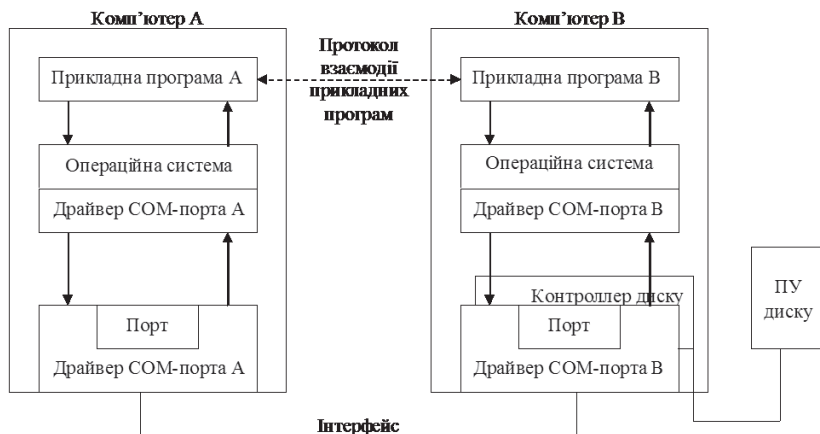 Комп’ютер А
Комп’ютер В
Протокол
взаємодії
прикладних
програм
Прикладна програма А
Прикладна програма В
Операційна система
Операційна система
Драйвер СОМ-порта А
Драйвер СОМ-порта В
Контроллер диску
ПУ
диску
Порт
Порт
Драйвер СОМ-порта А
Драйвер СОМ-порта В
Інтерфейс